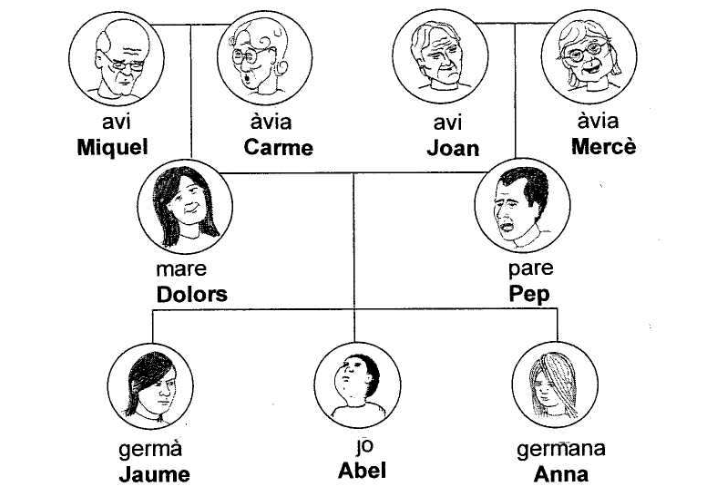 avi
Miquel
àvia
Carme
avi
Joan
àvia
Mercè
mare
Dolors
pare
Pep
germà
Jaume
jo
Abel
germana
Anna